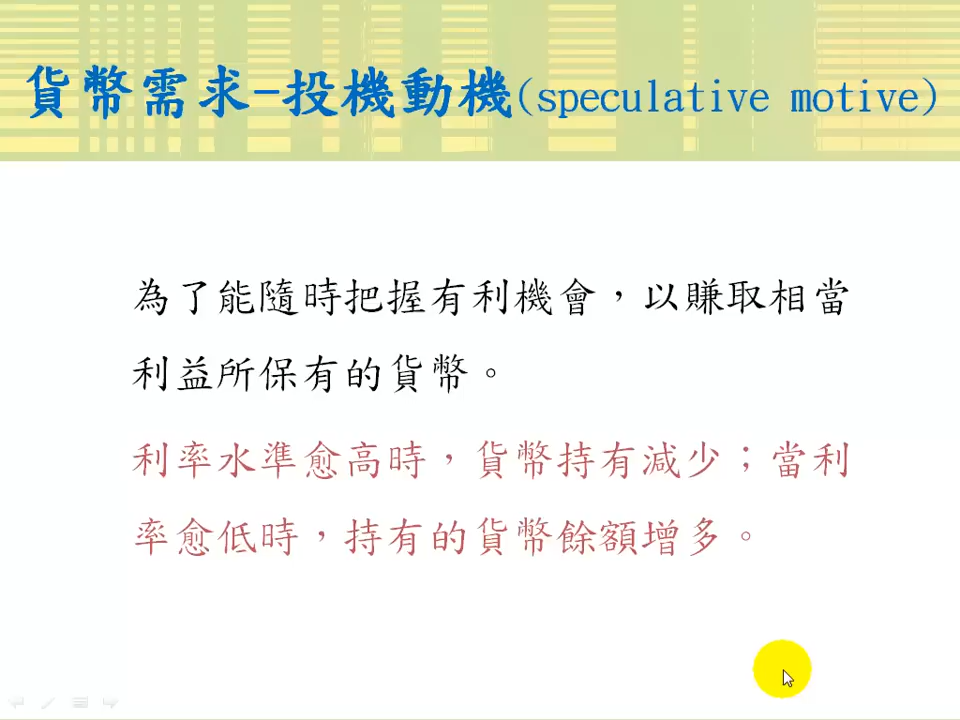 貨幣需求-投機動機(speculative motive)
為了能隨時把握有利機會，以賺取相當
利益所保有的貨幣。
利率水準愈高時，貨幣持有減少；當利
率愈低時，持有的貨幣餘額增多。